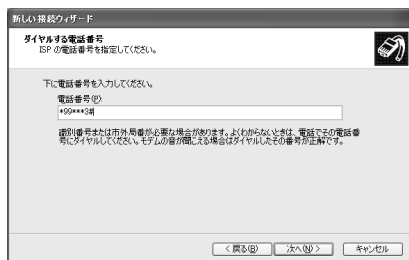 新しい接続ウィザード
ダイヤルする電話番号
ISP の電話番号を指定してください。
下に電話番号を入力してください。
電話番号(P):
*99***3#
識別番号または市外局番が必要な場合があります。よくわからないときは、電話でその電話番
号にダイヤルしてください。モデムの音が聞こえる場合はダイヤルしたその番号が正解です。
< 戻る(B)
次へ(N) >
キャンセル